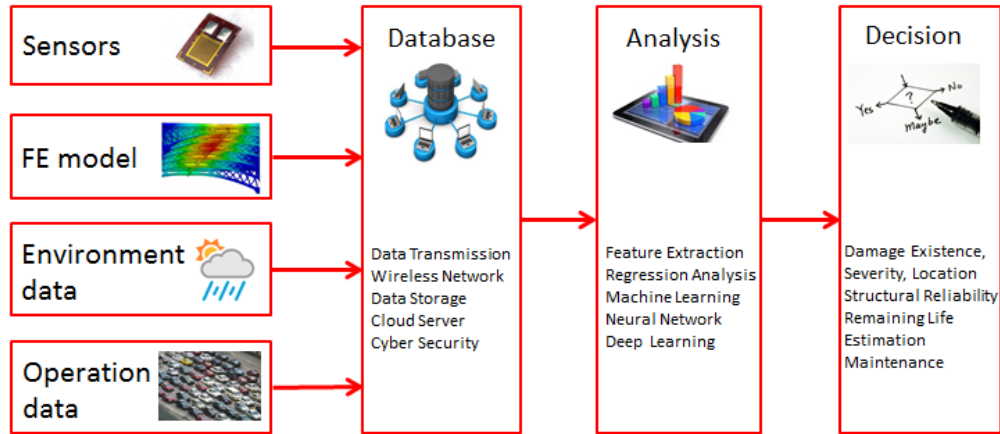 Sensors
FE model
Environment
data
Operation
data
Database
Data Transmission
Wireless Network
Data Storage
Cloud Server
Cyber Security
Analysis
Feature Extraction
Regression Analysis
Machine Learning
Neural Network
Deep Learning
Decision
?
No
Yes
Maybe
Damage Existence,
Severity, Location
Structural Reliability
Remaining Life
Estimation
Maintenance